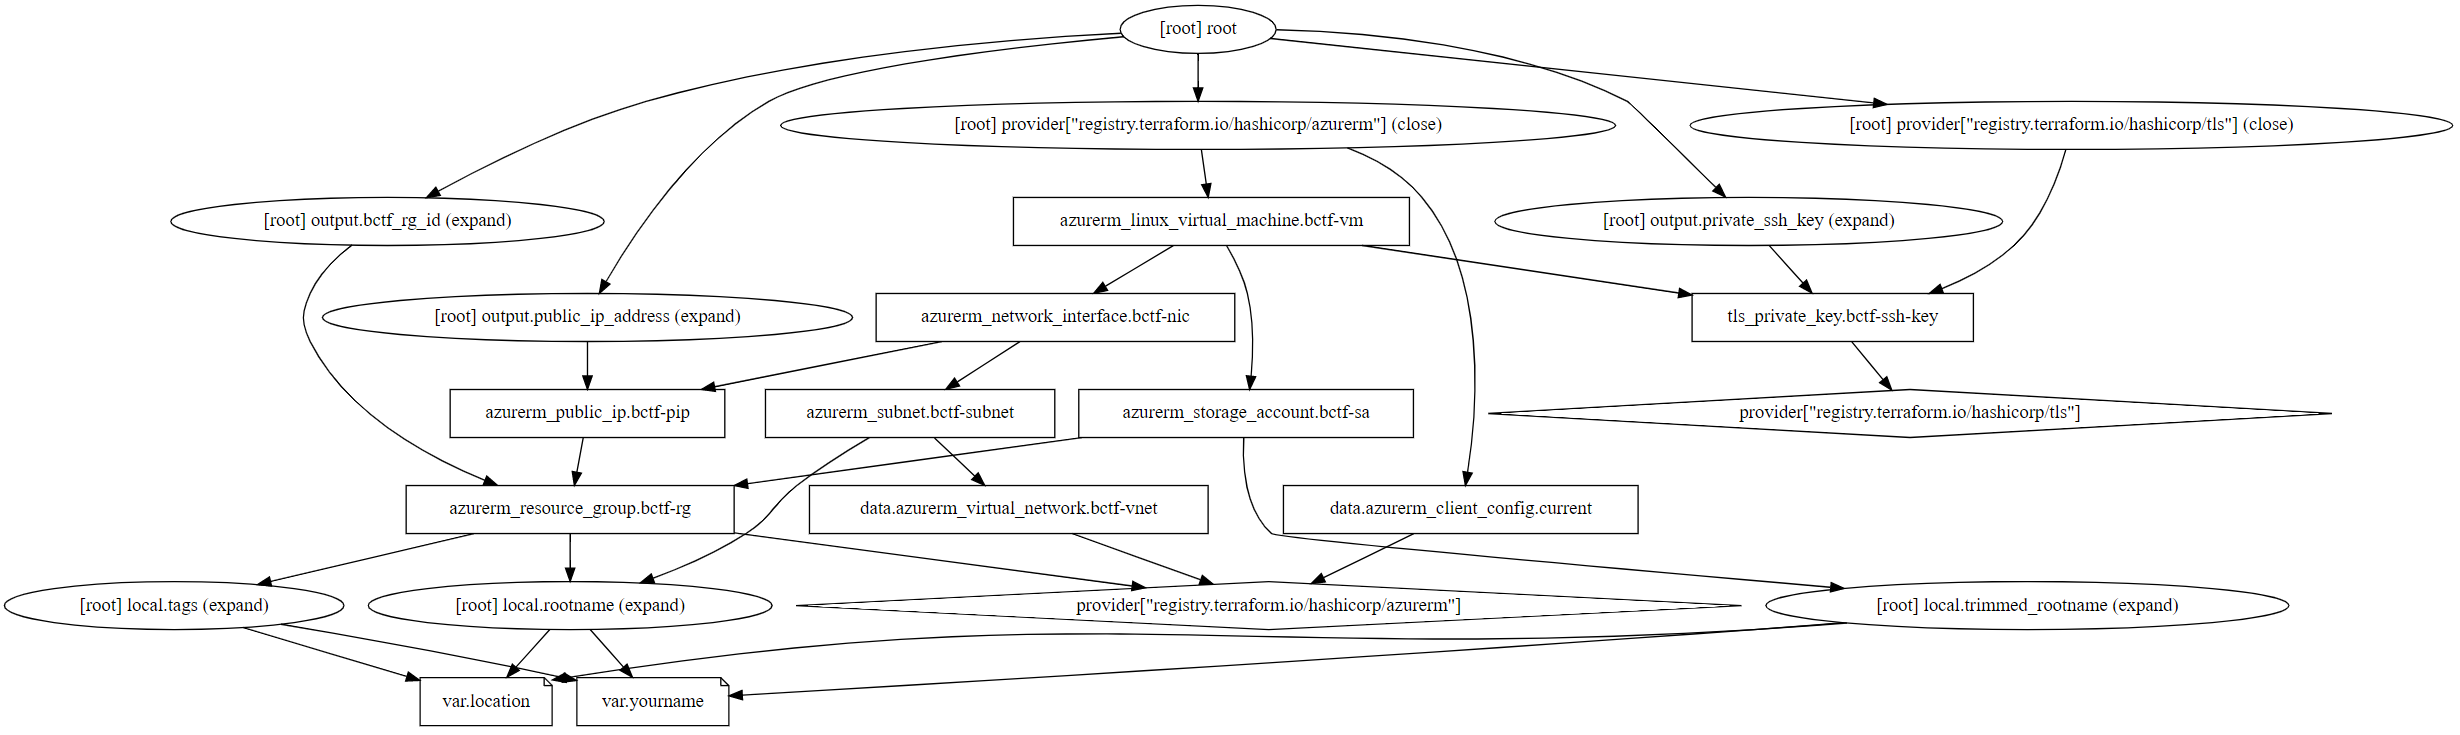 [root] root
[root] provider["registry.terraform.io/hashicorp/azurerm"] (close)
[root] provider["registry.terraform.io/hashicorp/tls"] (close)
[root] output.bctf_rg_id (expand)
azurerm_linux_virtual_machine.bctf-vm
[root] output.private_ssh_key (expand)
[root] output.public_ip_address (expand)
azurerm_network_interface.bctf-nic
tls_private_key.bctf-ssh-key
azurerm_public_ip.bctf-pip
azurerm_subnet.bctf-subnet
azurerm_storage_account.bctf-sa
provider["registry.terraform.io/hashicorp/tls"]
azurerm_resource_group.bctf-rg
data.azurerm_virtual_network.bctf-vnet
data.azurerm_client_config.current
[root] local.tags (expand)
[root] local.rootname (expand)
provider["registry.terraform.io/hashicorp/azurerm"]
[root] local.trimmed_rootname (expand)
var.location
var.yourname